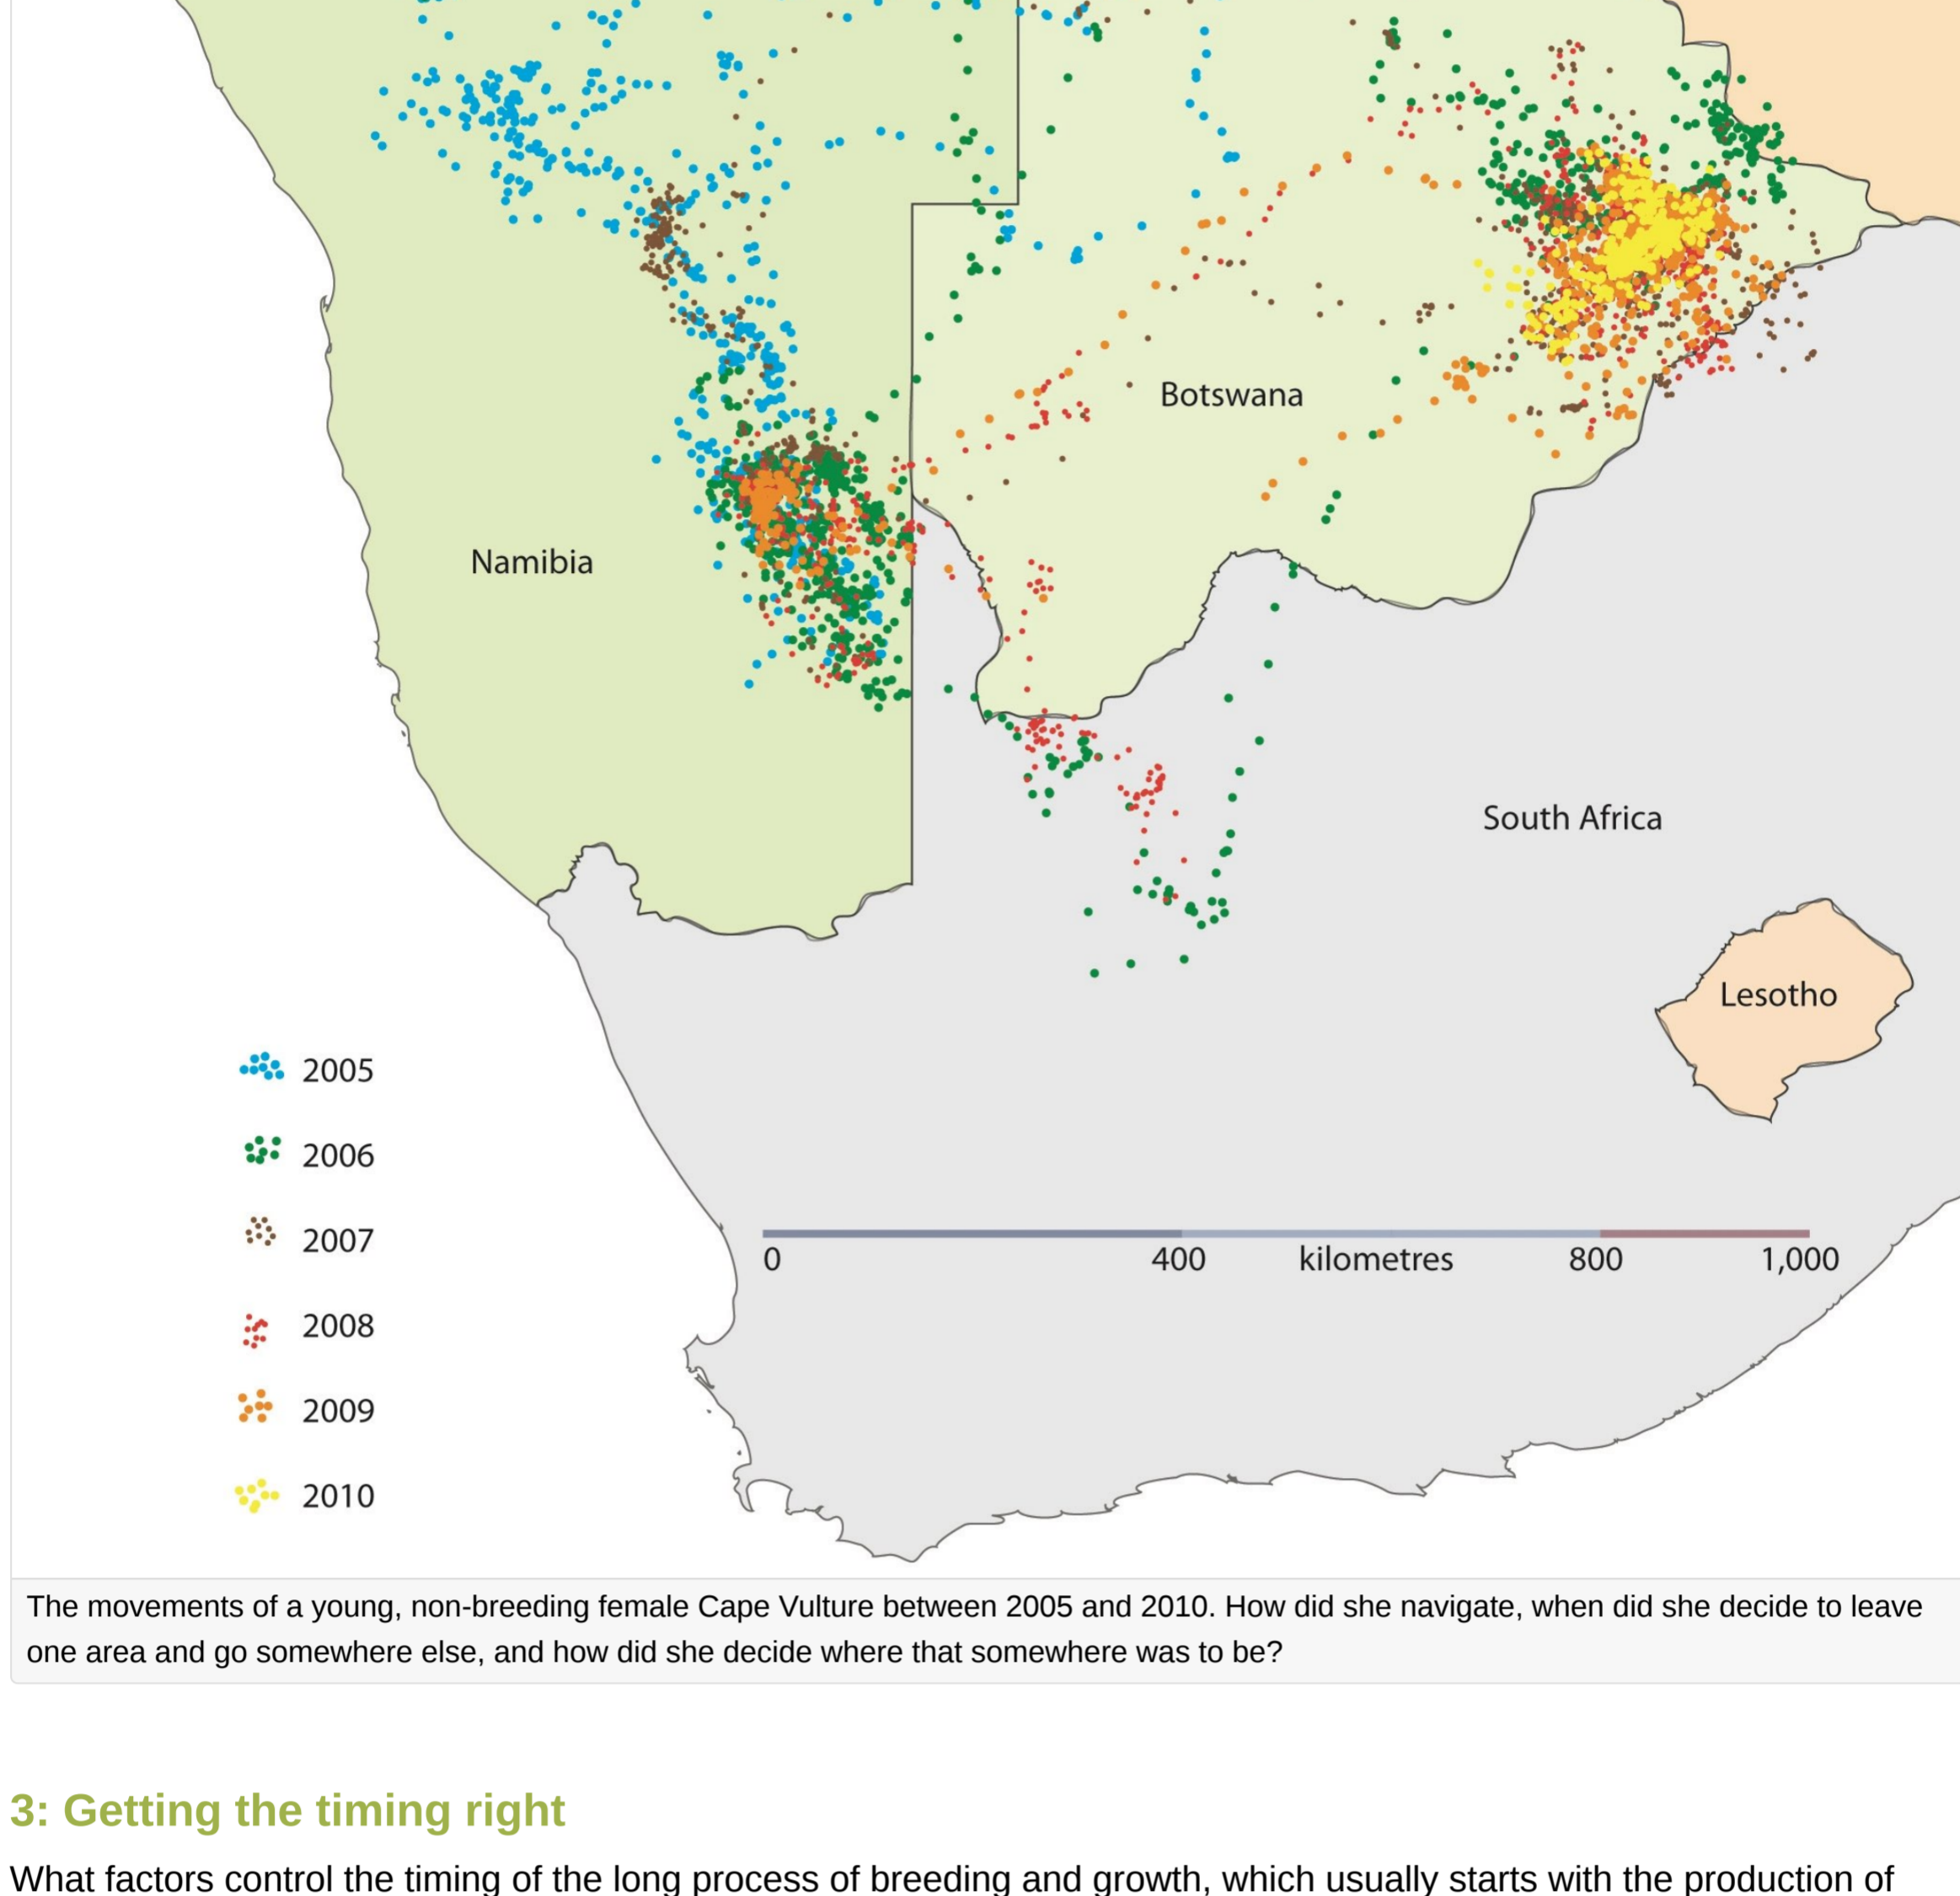 Botswana
Namibia
South Africa
Lesotho
2005
2006
2007
2008
2009
2010
0 400 kilometres 800 1,000
The movements of a young, non-breeding female Cape Vulture between 2005 and 2010. How did she navigate, when did she decide to leave
one area and go somewhere else, and how did she decide where that somewhere was to be?
3: Getting the timing right
What factors control the timing of the long process of breeding and growth, which usually starts with the production of